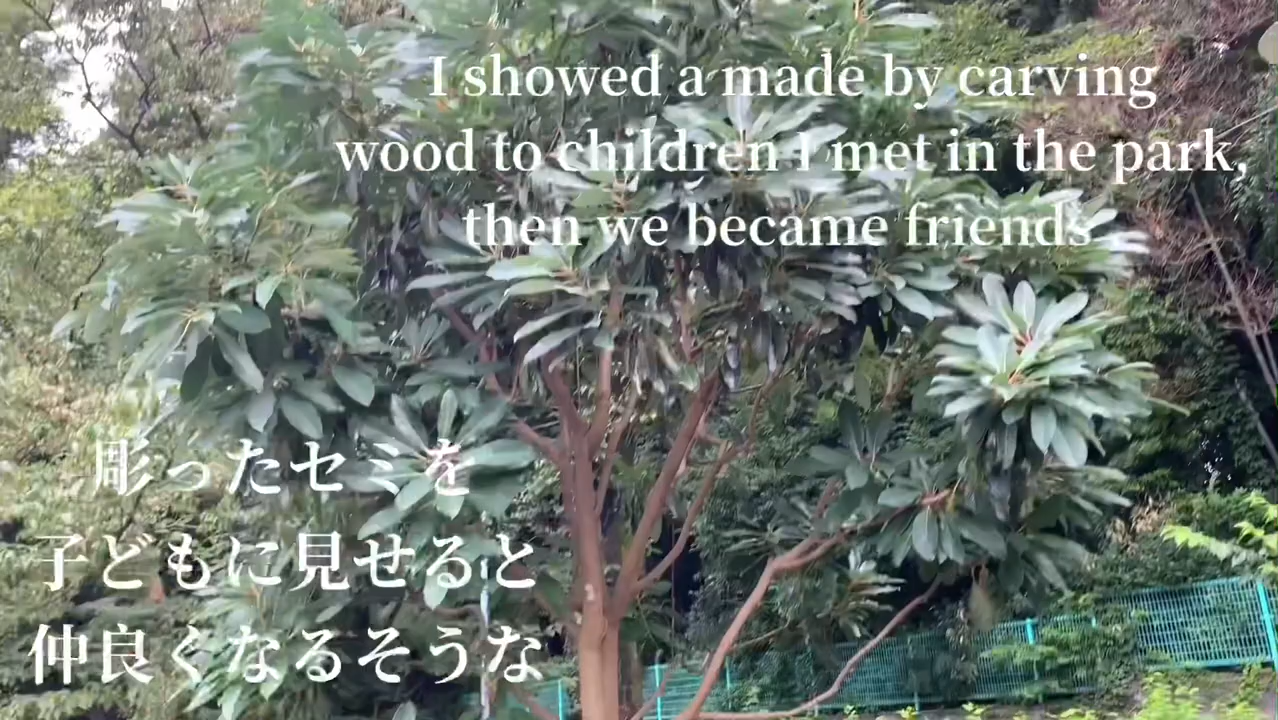 I showed a made by carving
wood to children I met in the park,
then we became friends
彫ったセミを
子どもに見せると
仲良くなるそうな